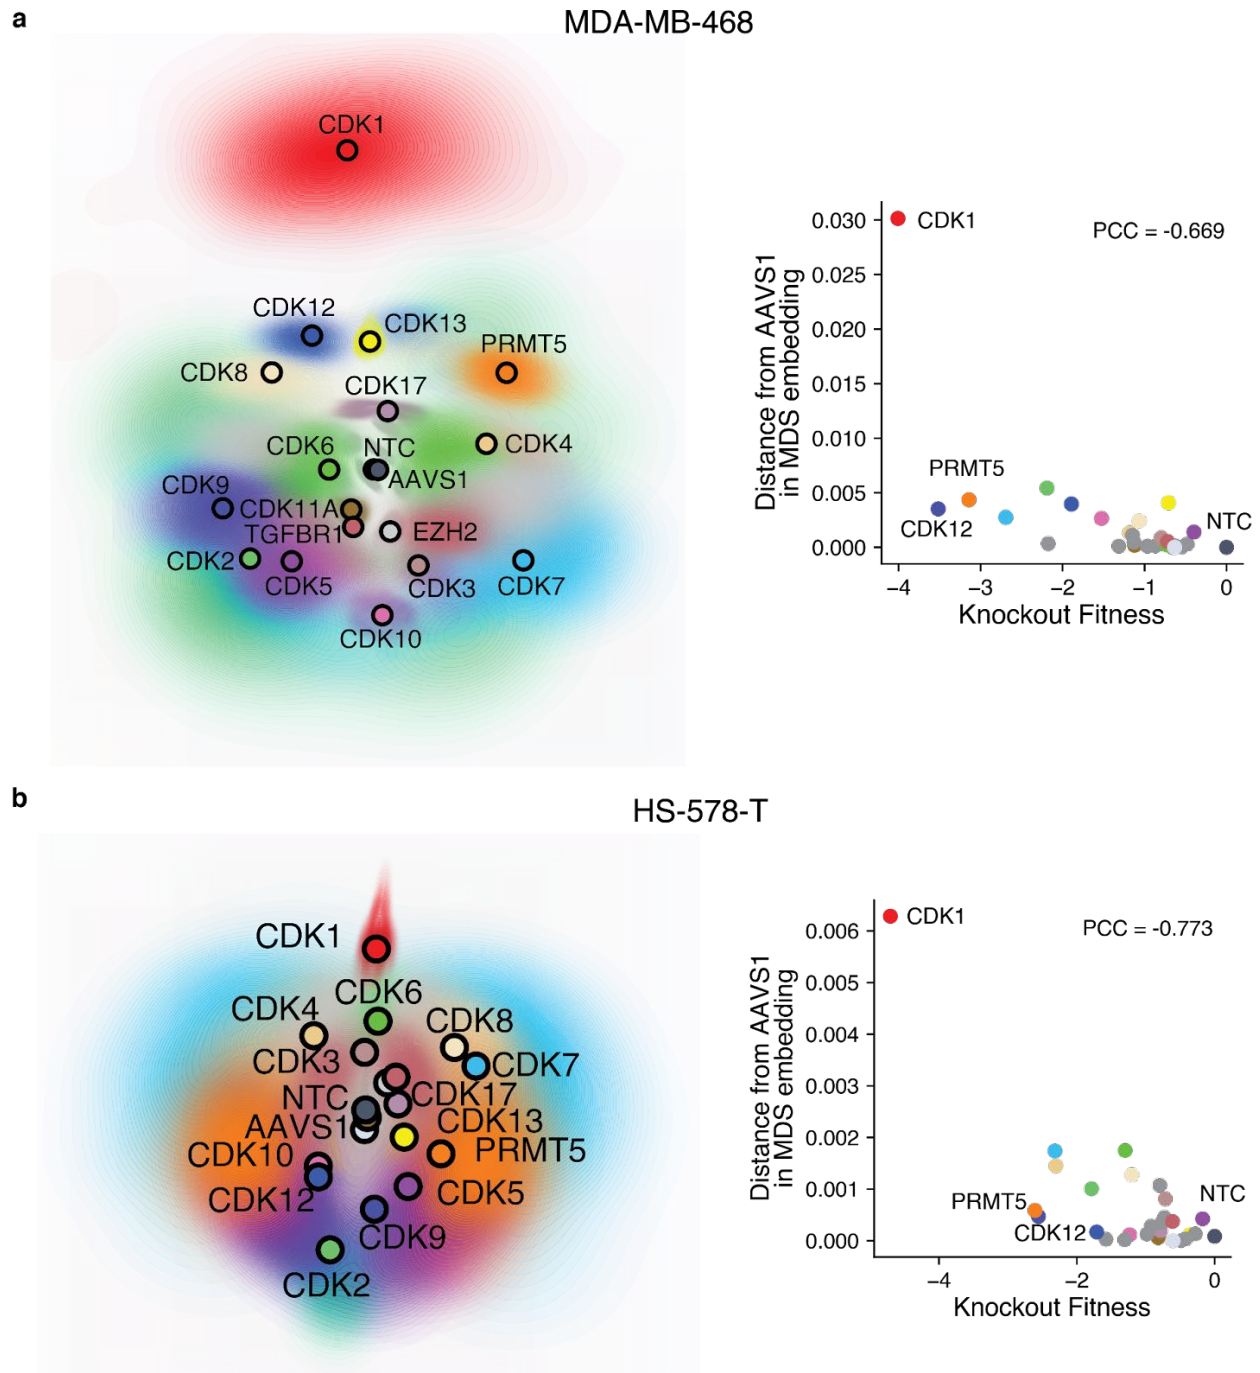 a
MDA-MB-468
CDK1
CDK12
CDK13
PRMT5
CDK8
CDK17
CDK6
NTC
CDK4
AAVS1
CDK9
CDK11A
TGFBR1
EZH2
CDK2
CDK5
CDK3
CDK7
CDK10
0.030
CDK1
PCC = -0.669
0.025
0.020
0.015
0.010
0.005
0.000
Distance from AAVS1
in MDS embedding
PRMT5
CDK12
NTC
−4
−3
−2
−1
0
Knockout Fitness
b
HS-578-T
CDK1
CDK6
CDK4
CDK8
CDK3
CDK7
NTC
CDK17
AAVS1
CDK13
CDK10
PRMT5
CDK12
CDK5
CDK9
CDK2
CDK1
PCC = -0.773
0.006
0.005
0.004
0.003
0.002
0.001
0.000
Distance from AAVS1
in MDS embedding
PRMT5
CDK12
NTC
−4
−2
0
Knockout Fitness